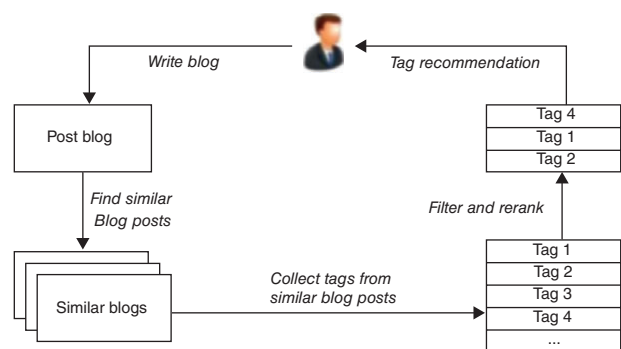 Write blog
Tag recommendation
Post blog
Tag 4
Tag 1
Tag 2
Find similar
Blog posts
Filter and rerank
Similar blogs
Collect tags from
similar blog posts
Tag 1
Tag 2
Tag 3
Tag 4
...